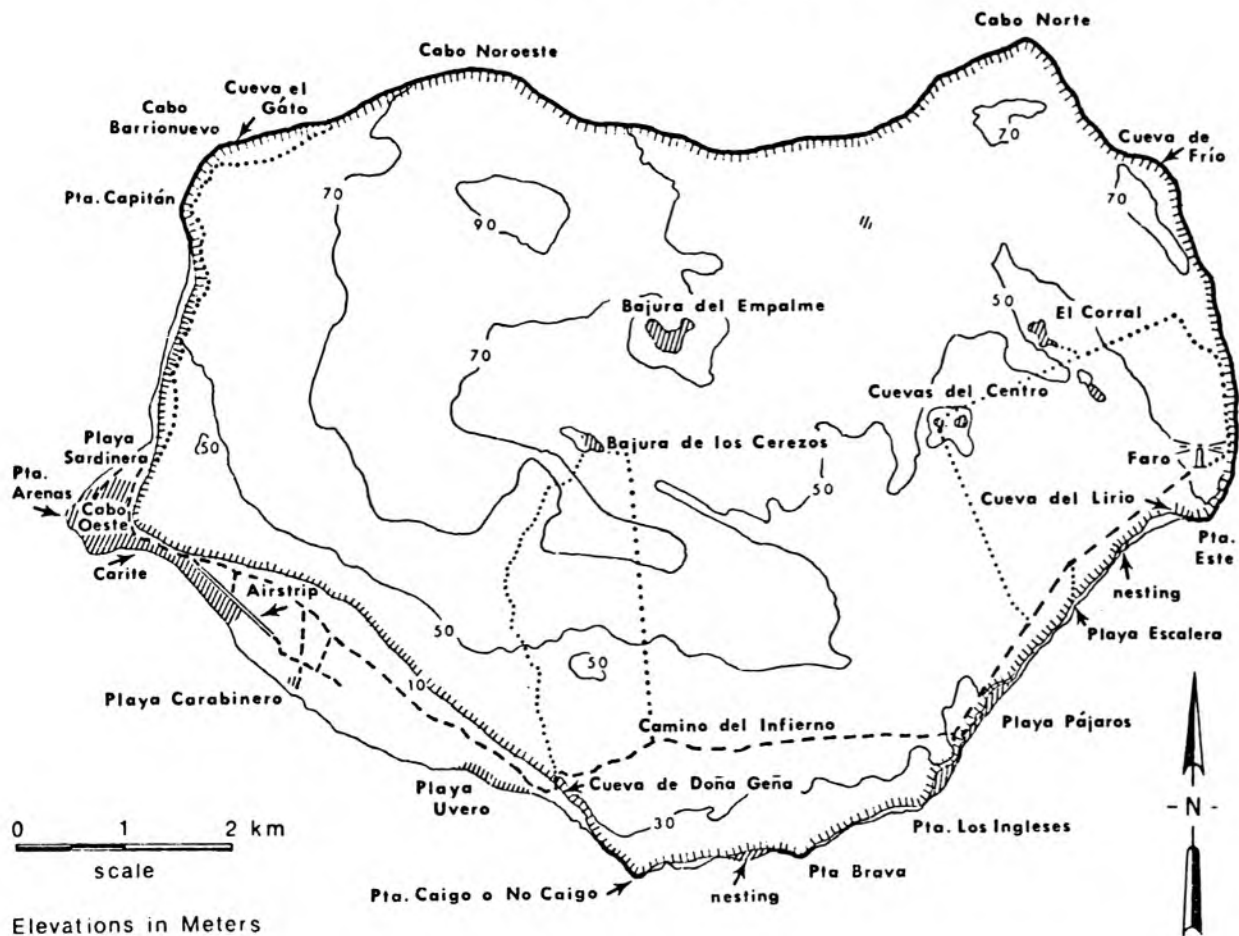 Cabo Norte
Cabo Noroeste
Cueva el
Gáto
Cabo
Barrionuevo
70
Cueva de
Frío
Pta. Capitán
70
90
70
Bajura del Empalme
50
El Corral
70
Cuevas del Centro
Playa
Sardinera
50
Bajura de los Cerezos
Pta.
Arenas
Faro
50
Cabo
Oeste
Cueva del Lirio
Pta.
Este
Carite
Airstrip
nesting
50
Playa Escalera
50
10
Playa Carabinero
Camino del Infierno
Playa Pájaros
Cueva de Doña Geña
Playa
Uvero
-N-
0 1 2 km
30
Pta. Los Ingleses
scale
Pta Brava
Pta. Caigo o No Caigo
nesting
Elevations in Meters